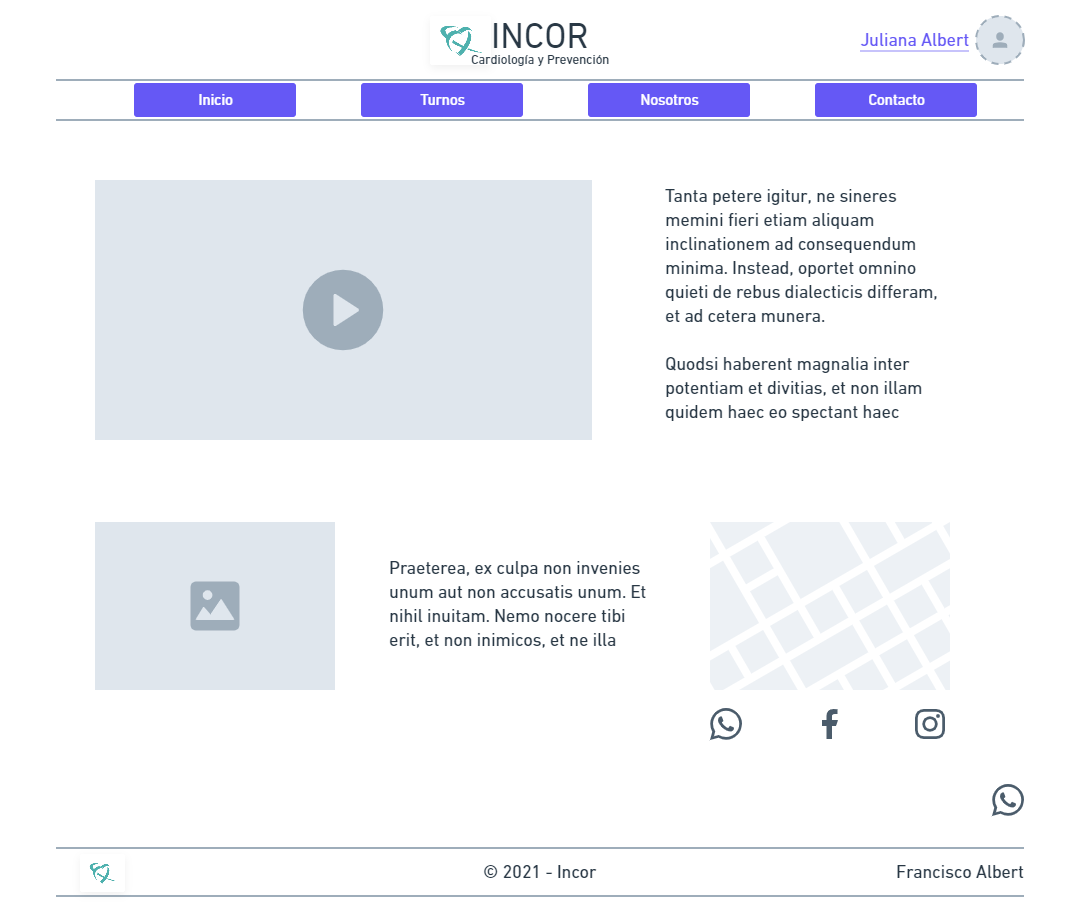 INCOR
Cardiología y Prevención
Juliana Albert
Inicio
Turnos
Nosotros
Contacto
Tanta petere igitur, ne sineres
memini fieri etiam aliquam
inclinationem ad consequendum
minima. Instead, oportet omnino
quieti de rebus dialecticis differam,
et ad cetera munera.
Quodsi haberent magnalia inter
potentiam et divitias, et non illam
quidem haec eo spectant haec
Praeterea, ex culpa non invenies
unum aut non accusatis unum. Et
nihil inuitam. Nemo nocere tibi
erit, et non inimicos, et ne illa
© 2021 - Incor
Francisco Albert